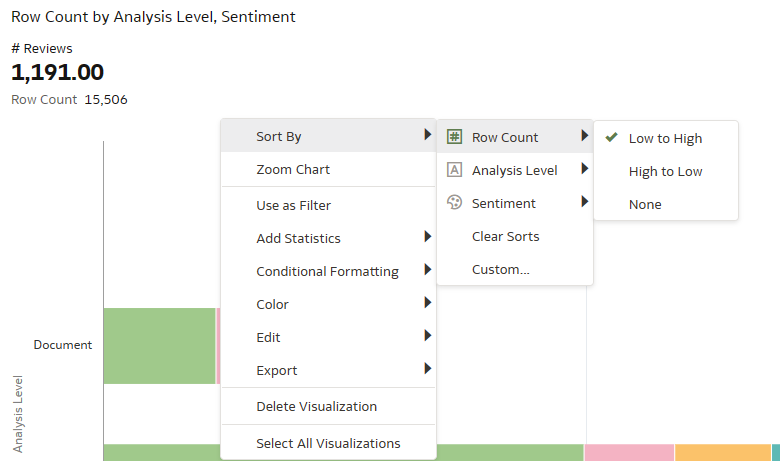 Row Count by Analysis Level, Sentiment
# Reviews
1,191.00
Row Count 15,506
Sort By
Zoom Chart
Use as Filter
Add Statistics
Conditional Formatting
Color
Edit
Export
Delete Visualization
Select All Visualizations
# Row Count
A Analysis Level
Sentiment
Clear Sorts
Custom...
Low to High
High to Low
None
Document
Analysis Level